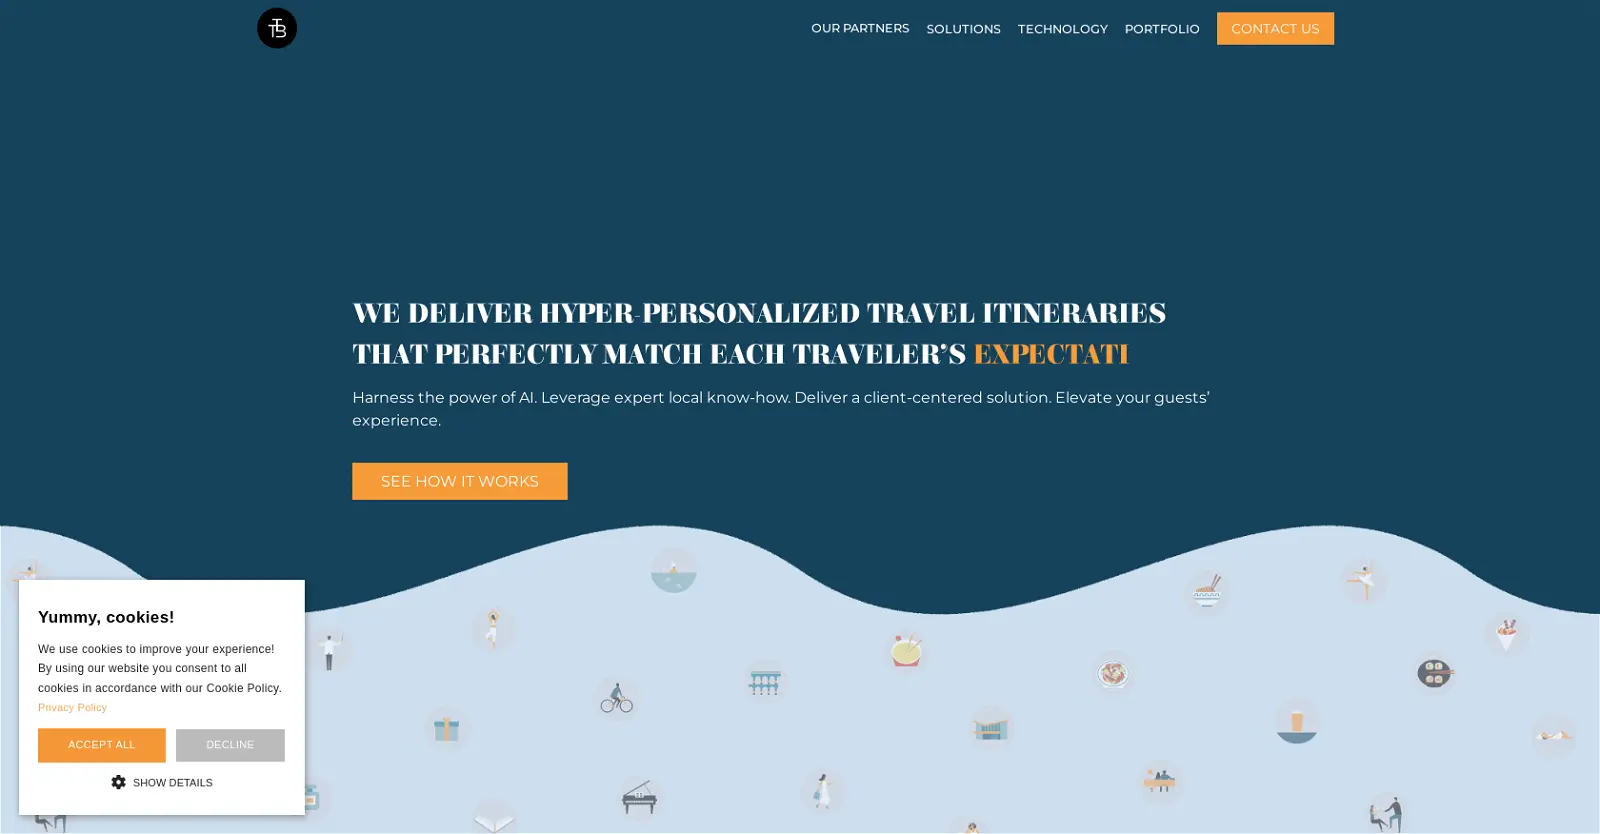 TTB
OUR PARTNERS
SOLUTIONS
TECHNOLOGY
PORTFOLIO
CONTACT US
WE DELIVER HYPER-PERSONALIZED TRAVEL ITINERARIES
THAT PERFECTLY MATCH EACH TRAVELER’S EXPECTATI
Harness the power of AI. Leverage expert local know-how. Deliver a client-centered solution. Elevate your guests’
experience.
SEE HOW IT WORKS
Yummy, cookies!
We use cookies to improve your experience!
By using our website you consent to all
cookies in accordance with our Cookie Policy.
Privacy Policy
ACCEPT ALL
DECLINE
SHOW DETAILS